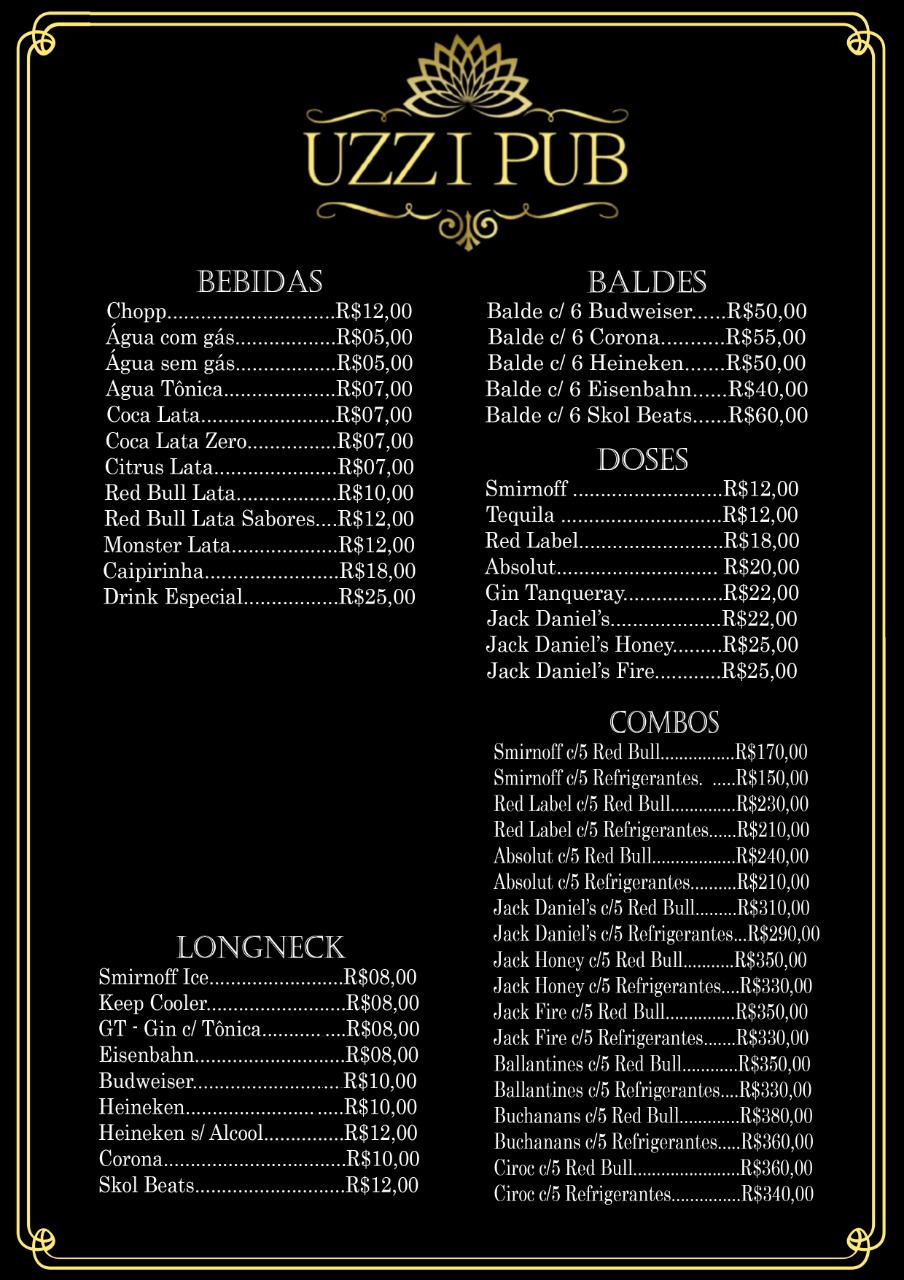 UZZI PUB
BEBIDAS
Chopp............................R$12,00
Água com gás..................R$05,00
Água sem gás..................R$05,00
Agua Tônica....................R$07,00
Coca Lata........................R$07,00
Coca Lata Zero................R$07,00
Citrus Lata......................R$07,00
Red Bull Lata..................R$10,00
Red Bull Lata Sabores....R$12,00
Monster Lata...................R$12,00
Caipirinha........................R$18,00
Drink Especial.................R$25,00
LONGNECK
Smirnoff Ice........................R$08,00
Keep Cooler.........................R$08,00
GT - Gin c/ Tônica........... ....R$08,00
Eisenbahn...........................R$08,00
Budweiser.......................... R$10,00
Heineken....................... .....R$10,00
Heineken s/ Alcool..............R$12,00
Corona.................................R$10,00
Skol Beats...........................R$12,00
BALDES
Balde c/ 6 Budweiser......R$50,00
Balde c/ 6 Corona...........R$55,00
Balde c/ 6 Heineken.......R$50,00
Balde c/ 6 Eisenbahn......R$40,00
Balde c/ 6 Skol Beats......R$60,00
DOSES
Smirnoff .........................R$12,00
Tequila ...........................R$12,00
Red Label........................R$18,00
Absolut........................... R$20,00
Gin Tanqueray.................R$22,00
Jack Daniel's.....................R$22,00
Jack Daniel's Honey.........R$25,00
Jack Daniel's Fire............R$25,00
COMBOS
Smirnoff c/5 Red Bull...............R$170,00
Smirnoff c/5 Refrigerantes. .....R$150,00
Red Label c/5 Red Bull..............R$230,00
Red Label c/5 Refrigerantes......R$210,00
Absolut c/5 Red Bull..................R$240,00
Absolut c/5 Refrigerantes..........R$210,00
Jack Daniel's c/5 Red Bull.........R$310,00
Jack Daniel's c/5 Refrigerantes...R$290,00
Jack Honey c/5 Red Bull...........R$350,00
Jack Honey c/5 Refrigerantes....R$330,00
Jack Fire c/5 Red Bull...............R$350,00
Jack Fire c/5 Refrigerantes.......R$330,00
Ballantines c/5 Red Bull............R$350,00
Ballantines c/5 Refrigerantes....R$330,00
Buchanans c/5 Red Bull.............R$380,00
Buchanans c/5 Refrigerantes.....R$360,00
Ciroc c/5 Red Bull.......................R$360,00
Ciroc c/5 Refrigerantes...............R$340,00